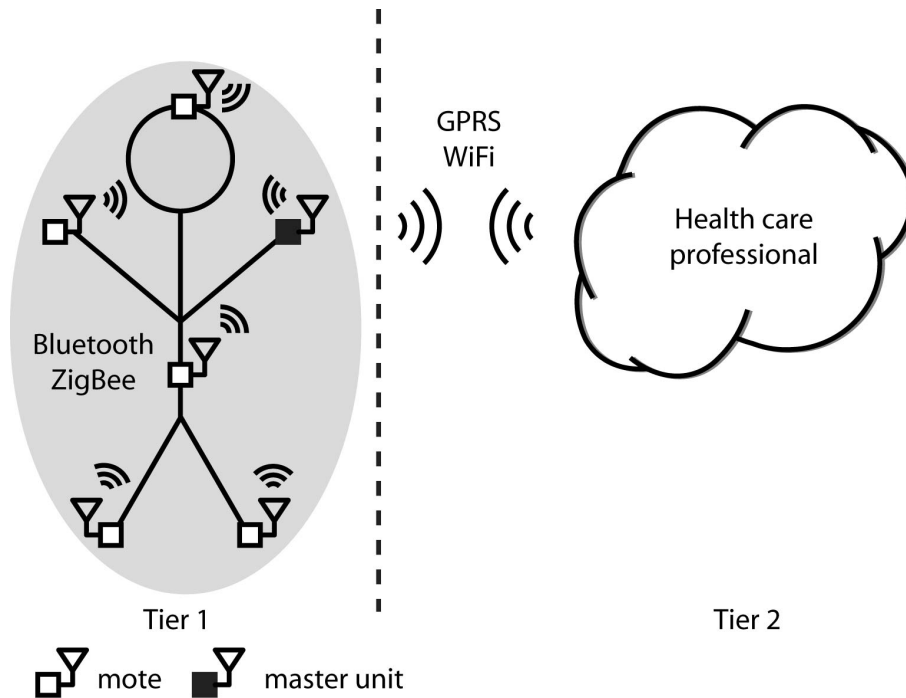 GPRS
WiFi
Health care
professional
Bluetooth
ZigBee
Tier 1
Tier 2
mote
master unit